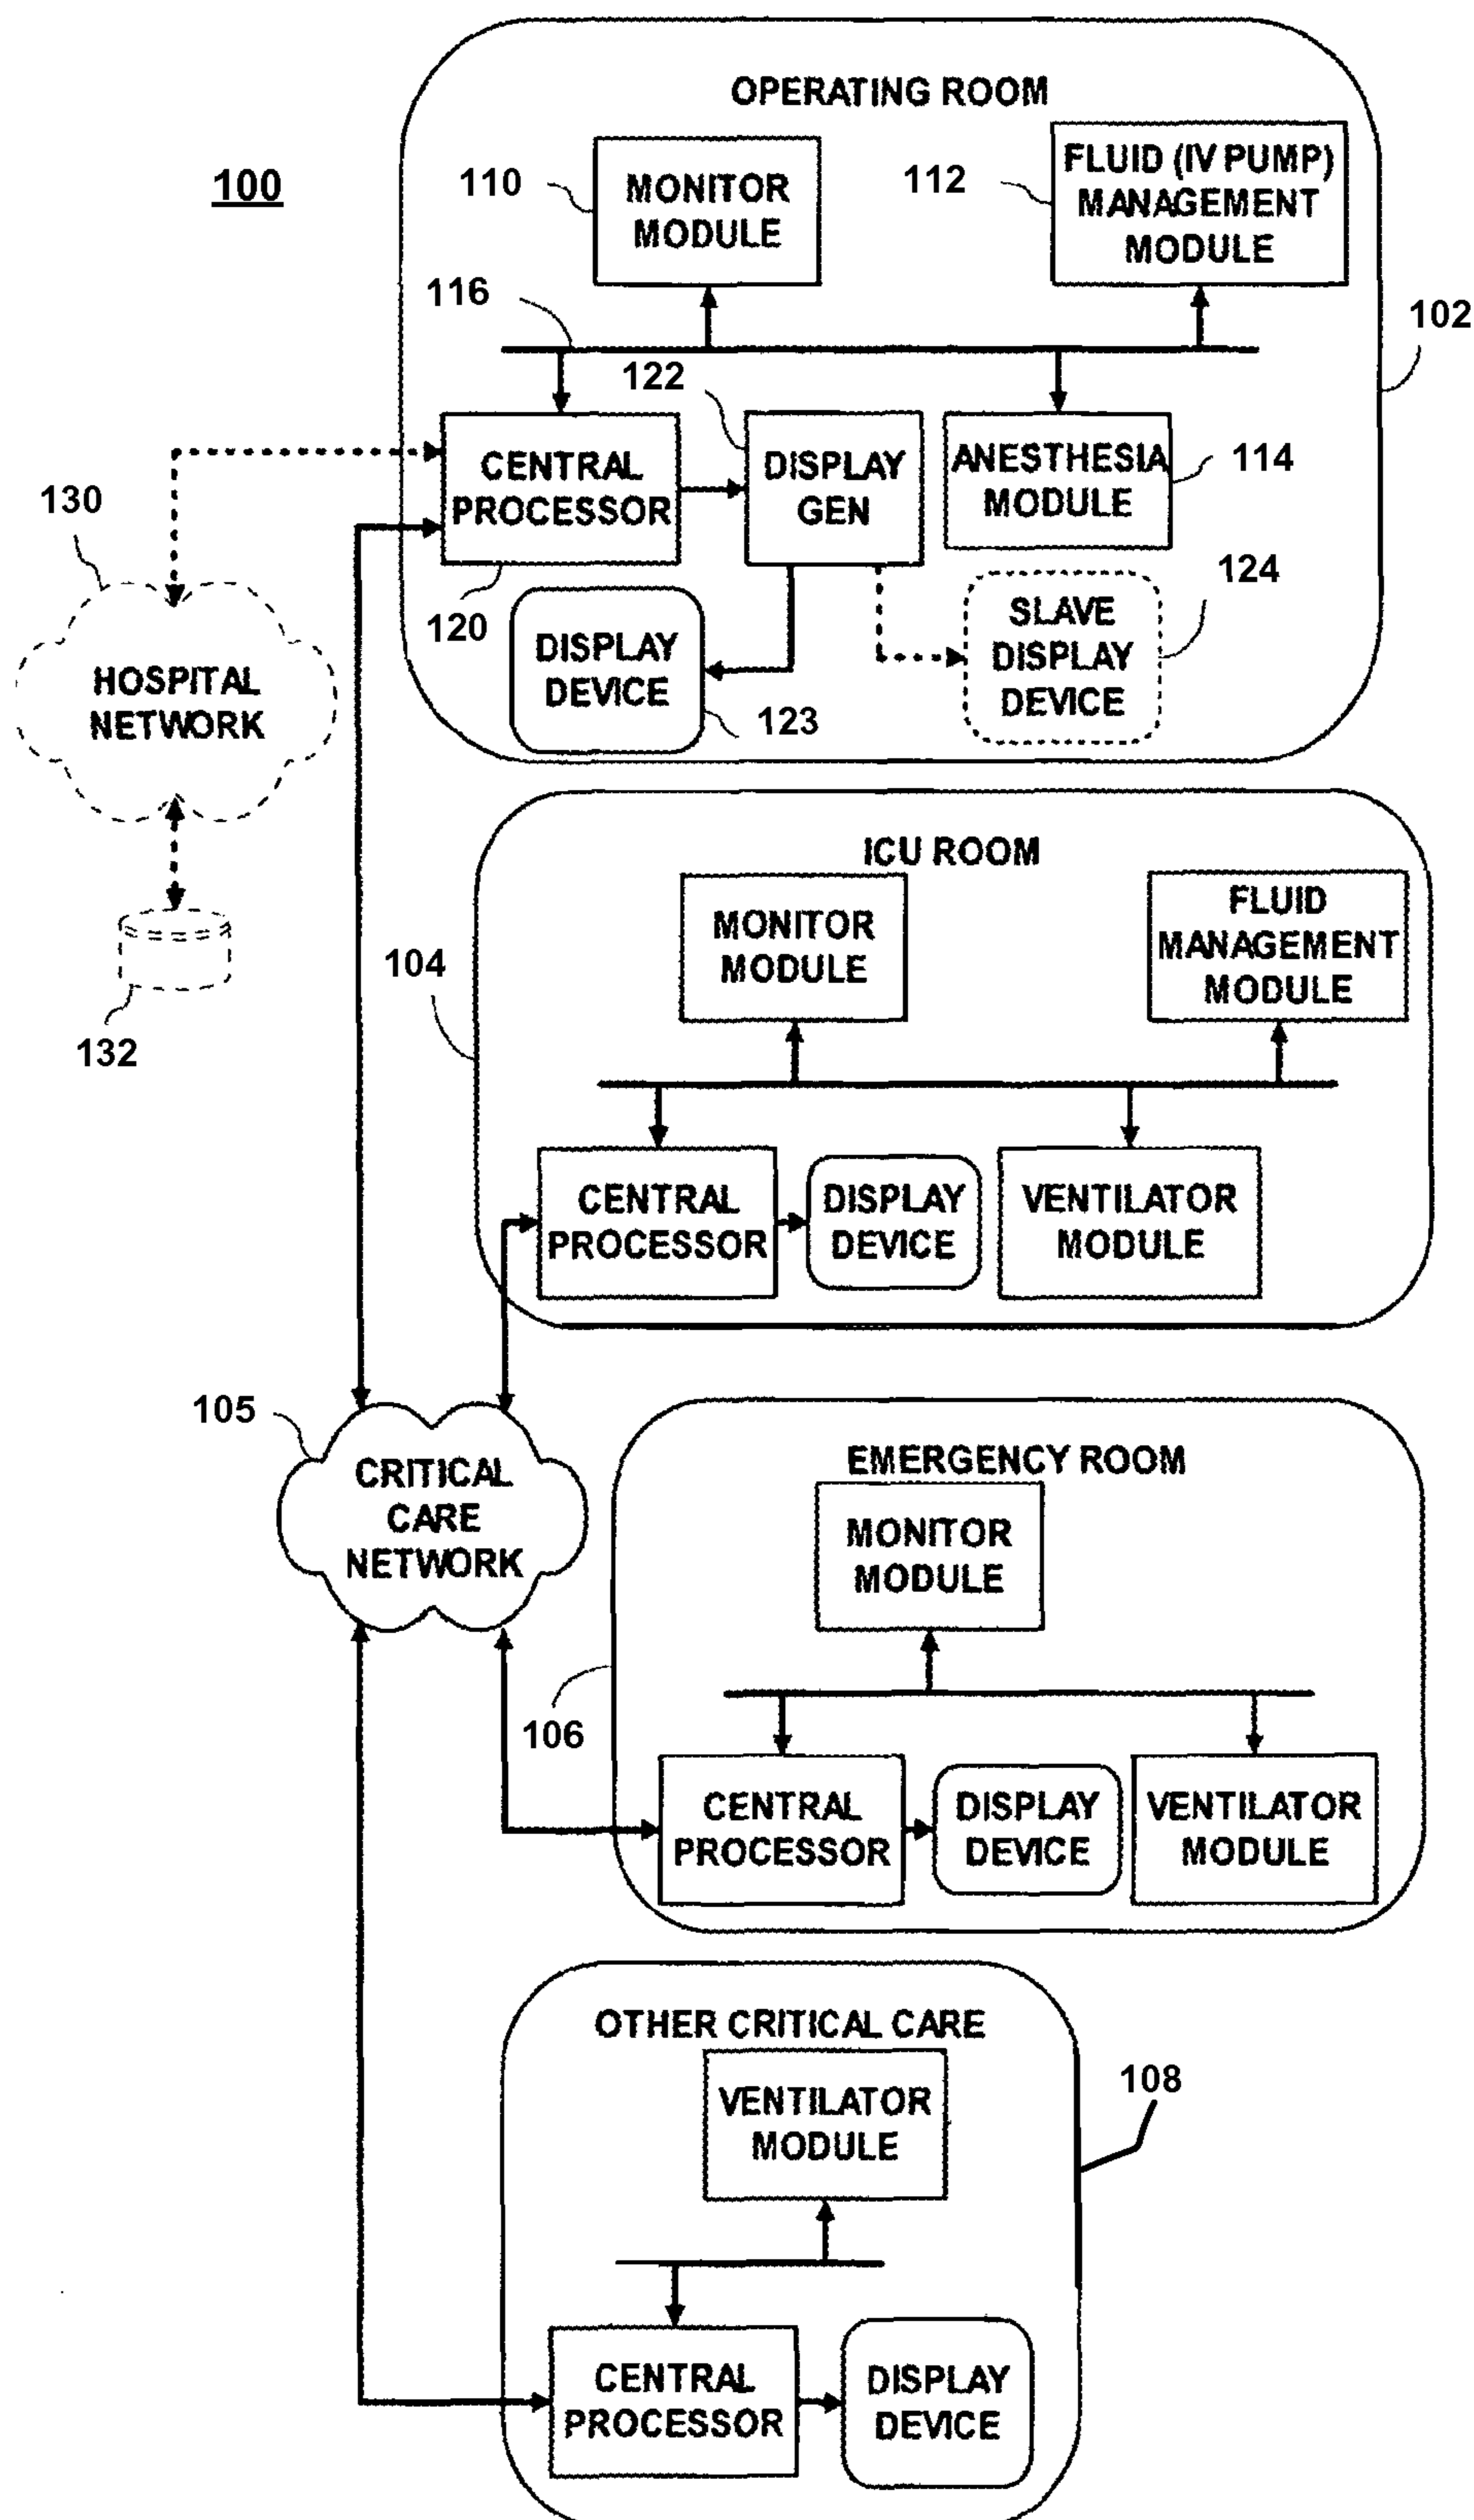 OPERATING ROOM
100
110
MONITOR
MODULE
112
FLUID (IV PUMP)
MANAGEMENT
MODULE
116
102
122
CENTRAL
PROCESSOR
DISPLAY
GEN
ANESTHESIA
MODULE
114
130
120
DISPLAY
DEVICE
123
SLAVE
DISPLAY
DEVICE
124
HOSPITAL
NETWORK
132
ICU ROOM
104
MONITOR
MODULE
FLUID
MANAGEMENT
MODULE
CENTRAL
PROCESSOR
DISPLAY
DEVICE
VENTILATOR
MODULE
105
CRITICAL
CARE
NETWORK
EMERGENCY ROOM
MONITOR
MODULE
106
CENTRAL
PROCESSOR
DISPLAY
DEVICE
VENTILATOR
MODULE
OTHER CRITICAL CARE
VENTILATOR
MODULE
108
CENTRAL
PROCESSOR
DISPLAY
DEVICE